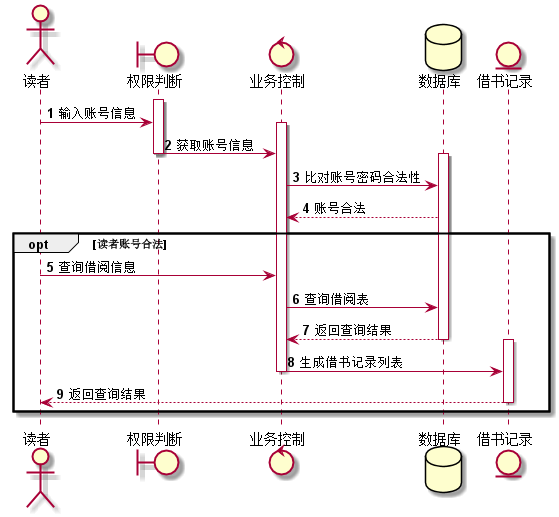 读者 权限判断 业务控制 数据库 借书记录
1 输入账号信息
2 获取账号信息
3 比对账号密码合法性
4 账号合法
opt [读者账号合法]
5 查询借阅信息
6 查询借阅表
7 返回查询结果
8 生成借书记录列表
9 返回查询结果
读者 权限判断 业务控制 数据库 借书记录